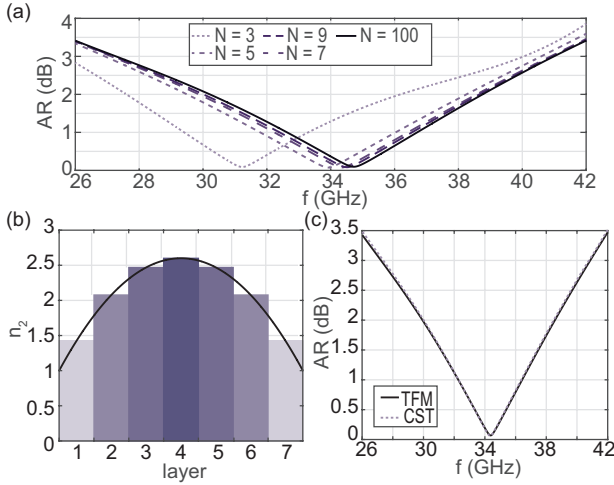 (a)
4
3
2
1
0
AR (dB)
N = 3
N = 9
N = 100
N = 5
N = 7
26 28 30 32 34 36 38 40 42
f (GHz)
(b)
3
2.5
2
1.5
1
0.5
0
n2
1 2 3 4 5 6 7
layer
(c)
3.5
3
2.5
2
1.5
1
0.5
0
AR (dB)
TFM
CST
26 30 34 38 42
f (GHz)